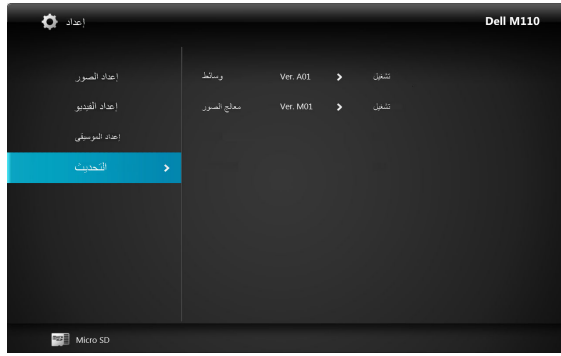 إعداد
Dell M110
إعداد الصور
إعداد الفيديو
إعداد الموسيقى
التحديث
وسائط Ver. A01 > تشغيل
معالج الصور Ver. M01 > تشغيل
Micro SD